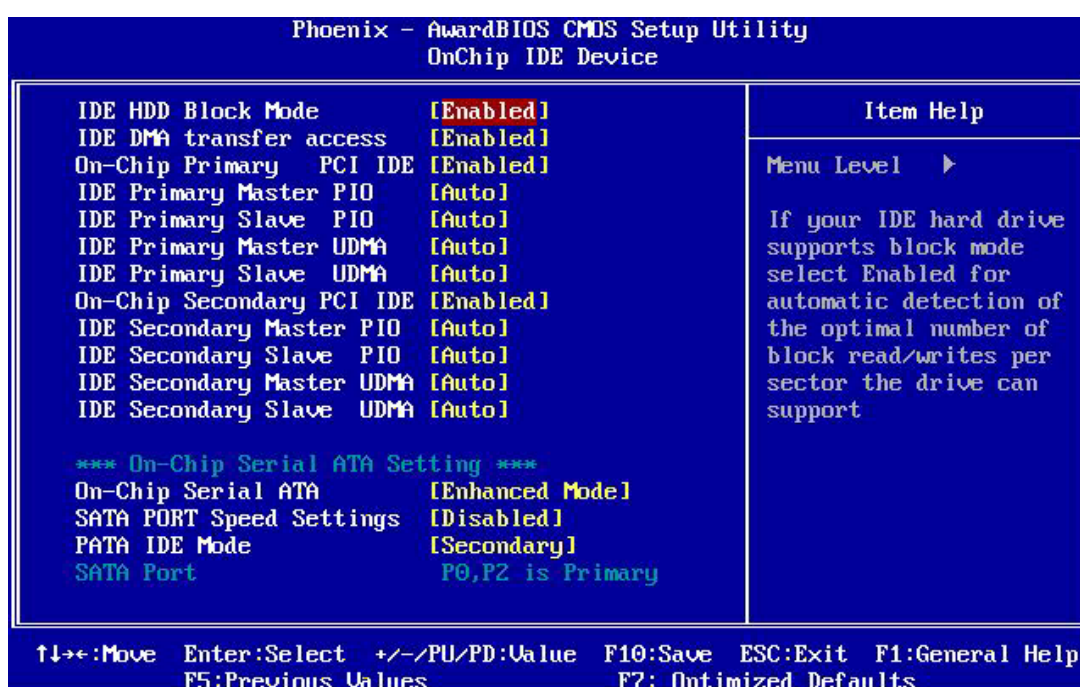 Phoenix - AwardBIOS CMOS Setup Utility
OnChip IDE Device
IDE HDD Block Mode [Enabled]
IDE DMA transfer access [Enabled]
On-Chip Primary PCI IDE [Enabled]
IDE Primary Master PIO [Auto]
IDE Primary Slave PIO [Auto]
IDE Primary Master UDMA [Auto]
IDE Primary Slave UDMA [Auto]
On-Chip Secondary PCI IDE [Enabled]
IDE Secondary Master PIO [Auto]
IDE Secondary Slave PIO [Auto]
IDE Secondary Master UDMA [Auto]
IDE Secondary Slave UDMA [Auto]
*** On-Chip Serial ATA Setting ***
On-Chip Serial ATA [Enhanced Mode]
SATA PORT Speed Settings [Disabled]
PATA IDE Mode [Secondary]
SATA Port P0,P2 is Primary
Item Help
Menu Level ►
If your IDE hard drive
supports block mode
select Enabled for
automatic detection of
the optimal number of
block read/writes per
sector the drive can
support
↑↓→←:Move Enter:Select +/-/PU/PD:Value F10:Save ESC:Exit F1:General Help
F5:Previous Values F7: Optimized Defaults